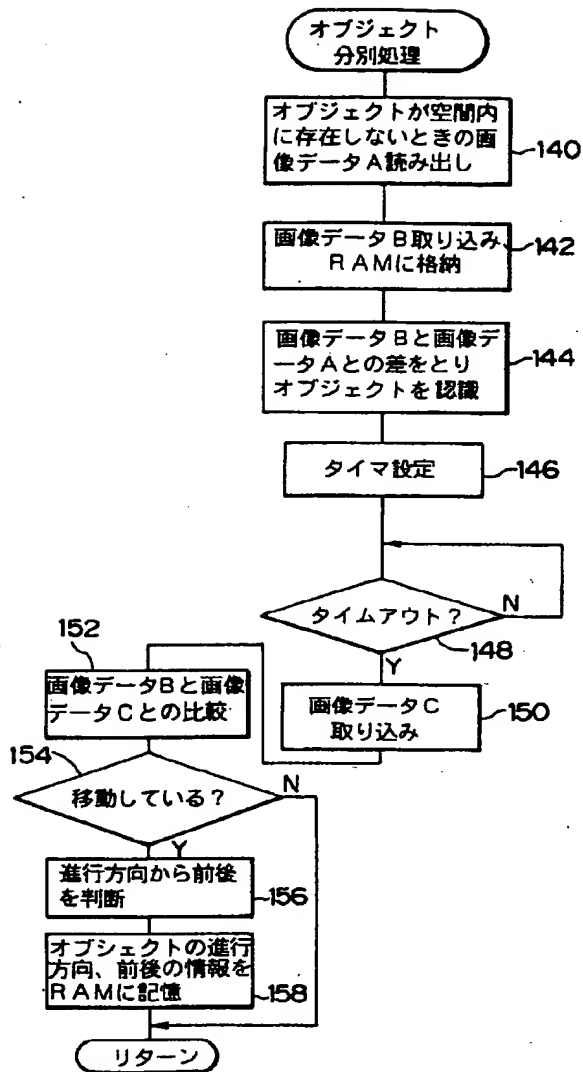 オブジェクト
分別処理
オブジェクトが空間内
に存在しないときの画
像データA読み出し
140
画像データB取り込み
RAMに格納
142
画像データBと画像デ
ータAとの差をとり
オブジェクトを認識
144
タイマ設定
146
タイムアウト?
N
148
Y
画像データC
取り込み
150
152
画像データBと画像
データCとの比較
154
移動している?
N
Y
進行方向から前後
を判断
156
オブシェクトの進行
方向、前後の情報を
RAMに記憶
158
リターン